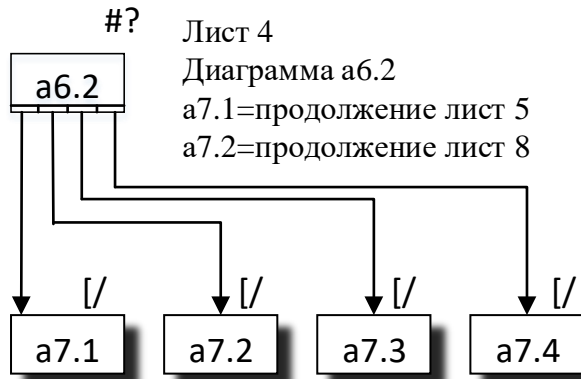 #?
Лист 4
а6.2
Диаграмма а6.2
а7.1=продолжение лист 5
а7.2=продолжение лист 8
[/ [/ [/ [/
а7.1 а7.2 а7.3 а7.4